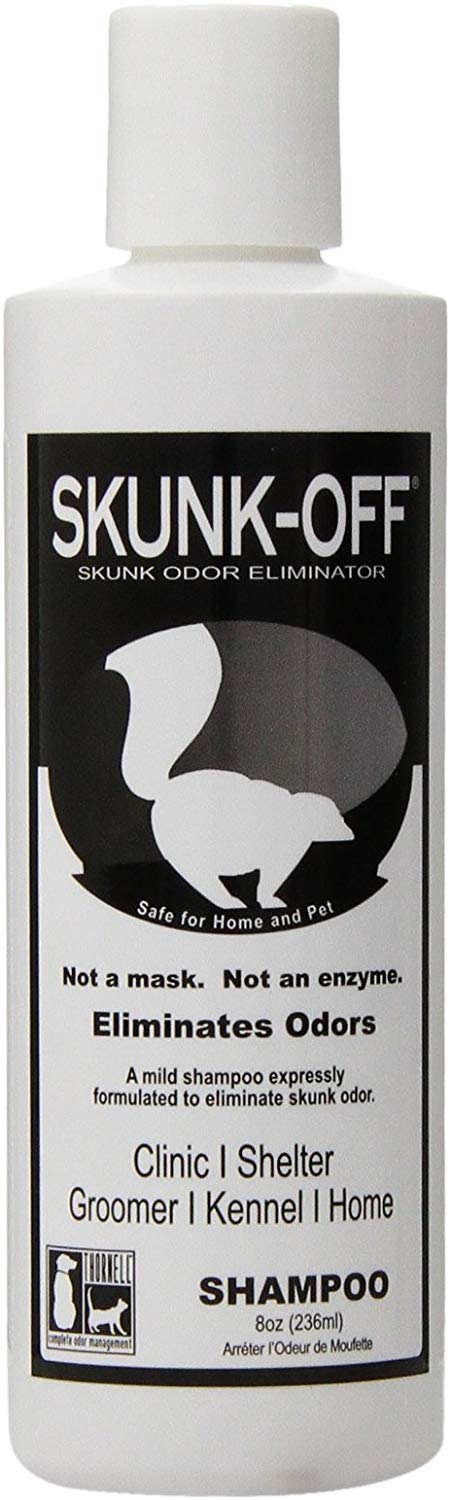 SKUNK-OFF®
SKUNK ODOR ELIMINATOR
Safe for Home and Pet
Not a mask. Not an enzyme.
Eliminates Odors
A mild shampoo expressly
formulated to eliminate skunk odor.
Clinic | Shelter
Groomer | Kennel | Home
THORNELL
complete odor management
SHAMPOO
8oz (236ml)
Arréter l'Odeur de Moufette